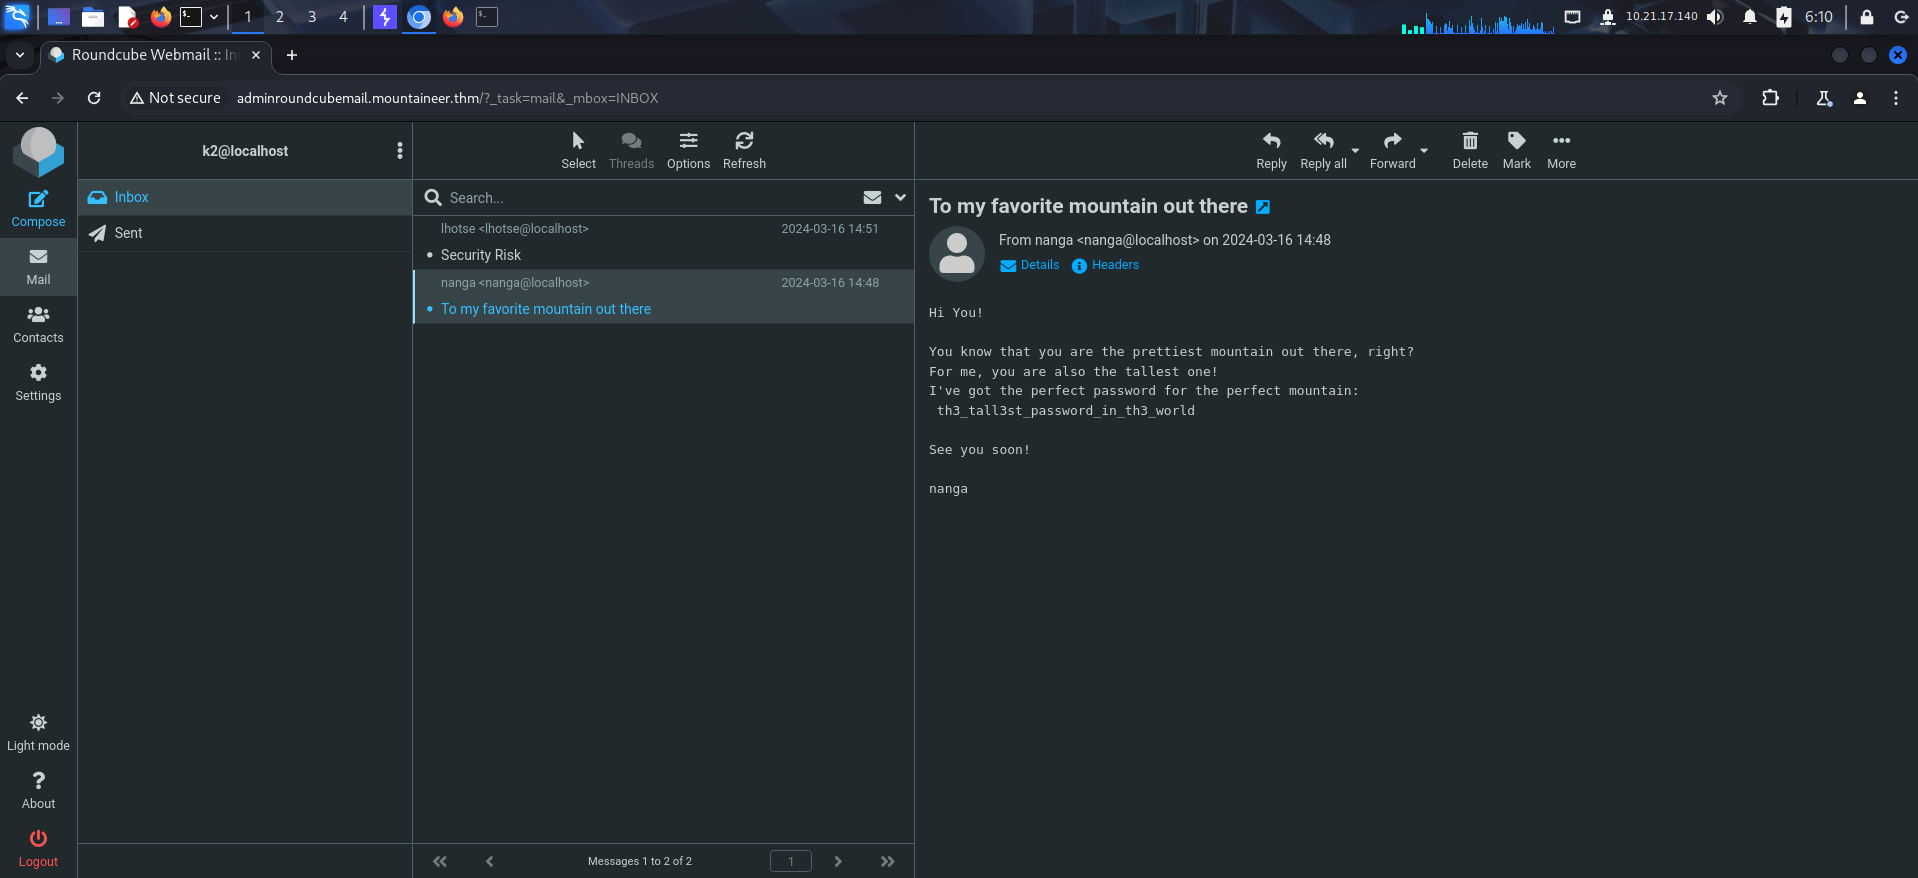 1 2 3 4
10.21.17.140
6:10
Roundcube Webmail :: In
Not secure
adminroundcubemail.mountaineer.thm/?_task=mail&_mbox=INBOX
Compose
Mail
Contacts
Settings
Light mode
About
Logout
k2@localhost
Inbox
Sent
Select Threads Options Refresh
Search...
lhotse <lhotse@localhost> 2024-03-16 14:51
• Security Risk
nanga <nanga@localhost> 2024-03-16 14:48
• To my favorite mountain out there
Messages 1 to 2 of 2
1
Reply Reply all Forward Delete Mark More
To my favorite mountain out there
From nanga <nanga@localhost> on 2024-03-16 14:48
Details Headers
Hi You!
You know that you are the prettiest mountain out there, right?
For me, you are also the tallest one!
I've got the perfect password for the perfect mountain:
th3_tall3st_password_in_th3_world
See you soon!
nanga